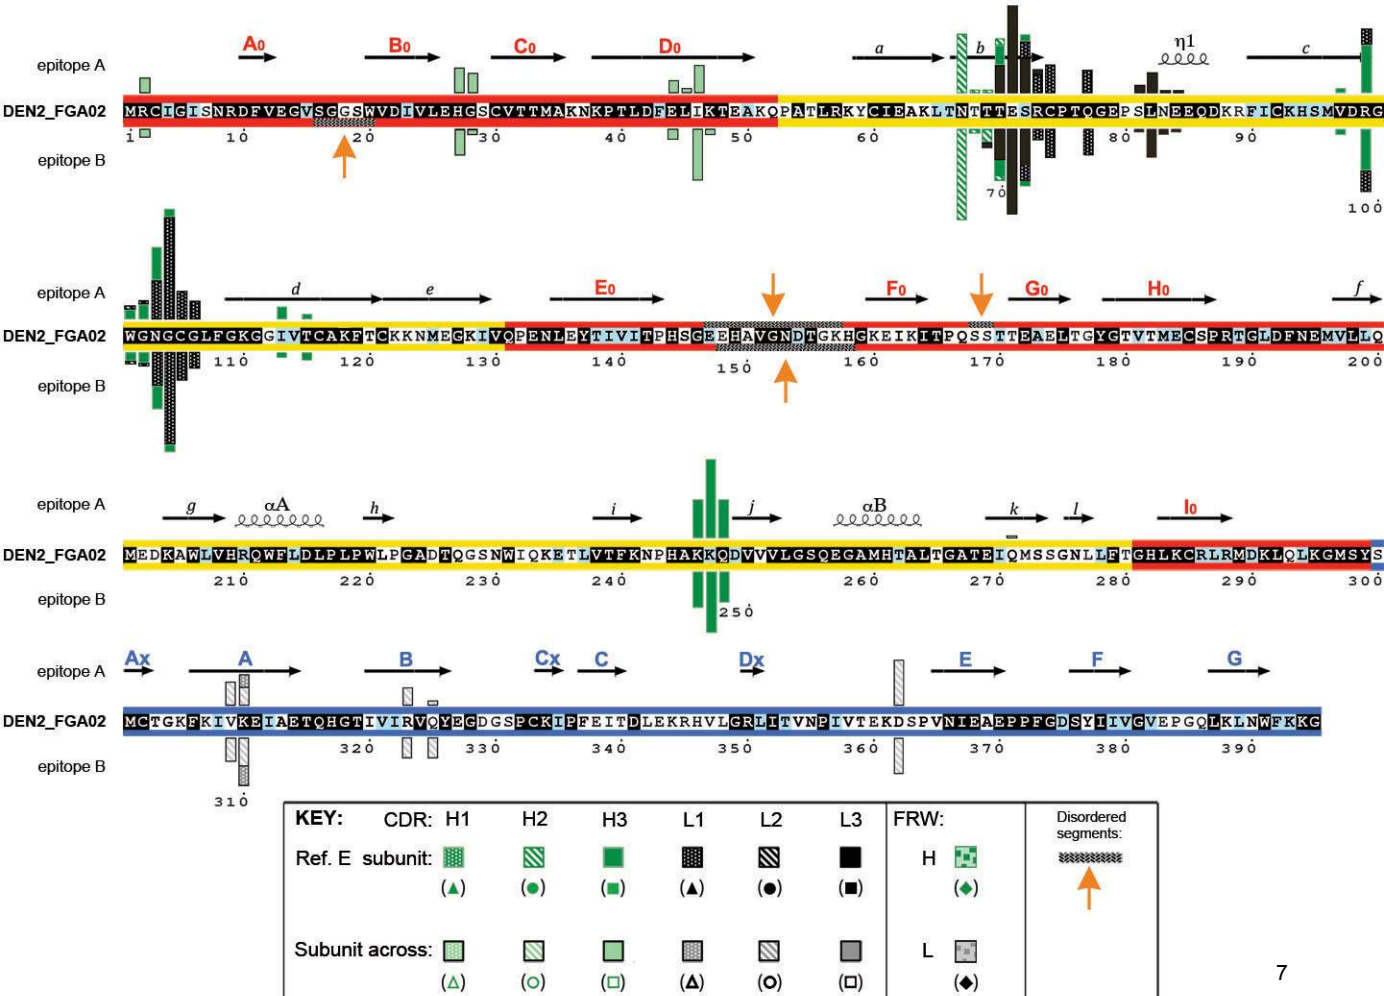 A0 B0 C0 D0 a b η1 c
epitope A
DEN2_FGA02 MRCIGISNRDFVEGVSGGSWVDIVLEHGSCVTTMAKNKPTLDFELIKTEAKQPATLRKYCIEAKLTNTTTESRCPTQGEPSLNEEQDKRFICKHSMVDRG
1 10 20 30 40 50 60 70 80 90 100
epitope B
d e E0 F0 G0 H0 f
epitope A
DEN2_FGA02 WGNGCGLFGKGGIVTCAKFTCKKNMEGKIVQPENLEYTIVITPHSGEEHAVGNDTGKHGKEIKITPQSSTTEAELTGYGTVTMECSPRTGLDFNEMVLLQ
110 120 130 140 150 160 170 180 190 200
epitope B
g αA h i j αB k l I0
epitope A
DEN2_FGA02 MEDKAWLVHRQWFLDLPLPWLPGADTQGSNWIQKETLVTFKNPHAKKQDVVVLGSQEGAMHTALTGATEIQMSSGNLLFTGHLKCRLRMDKLQLKGMSYS
210 220 230 240 250 260 270 280 290 300
epitope B
Ax A B Cx C Dx E F G
epitope A
DEN2_FGA02 MCTGKFKIVKEIAETQHGTIVIRVQYEGDGSPCKIPFEITDLEKRHVLGRLITVNPIVTEKDSPVNIEAEPPFGDSYIIVGVEPGQLKLNWFKKG
310 320 330 340 350 360 370 380 390
epitope B
KEY: CDR: H1 H2 H3 L1 L2 L3 FRW: Disordered segments:
Ref. E subunit: H
Subunit across: L
7